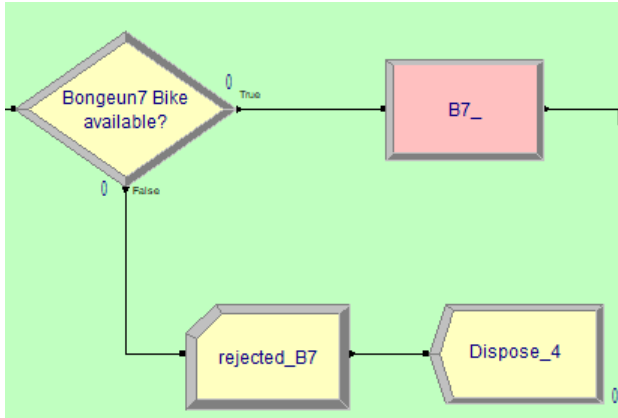 Bongeun7 Bike
available?
0
True
B7_
0
False
rejected_B7
Dispose_4
0